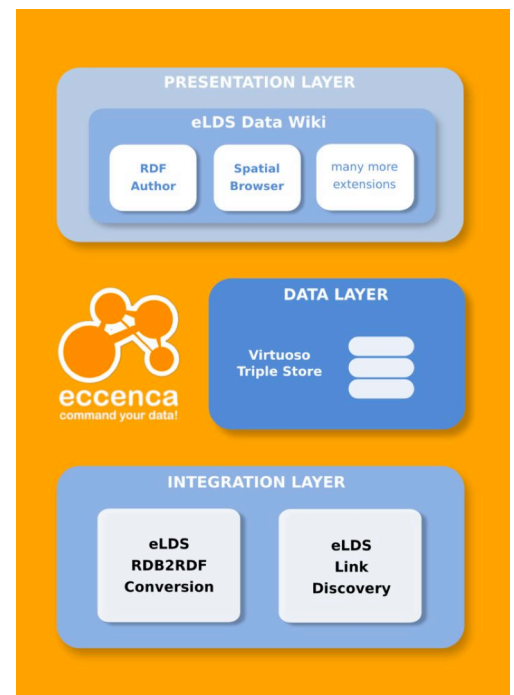 PRESENTATION LAYER
eLDS Data Wiki
RDF
Author
Spatial
Browser
many more
extensions
DATA LAYER
Virtuoso
Triple Store
eccenca
command your data!
INTEGRATION LAYER
eLDS
RDB2RDF
Conversion
eLDS
Link
Discovery